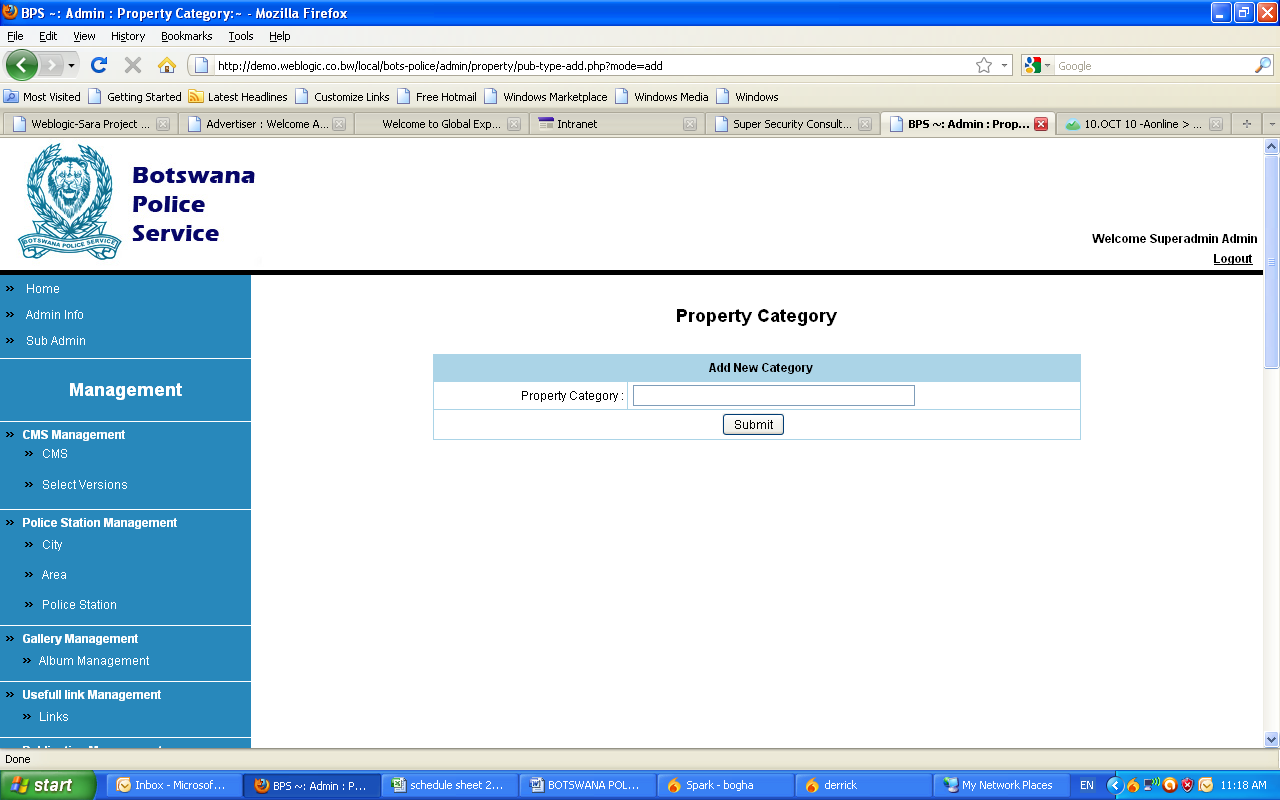 BPS ~: Admin : Property Category:~ - Mozilla Firefox
File Edit View History Bookmarks Tools Help
http://demo.weblogic.co.bw/local/bots-police/admin/property/pub-type-add.php?mode=add
Google
Most Visited Getting Started Latest Headlines Customize Links Free Hotmail Windows Marketplace Windows Media Windows
Weblogic-Sara Project ... Advertiser : Welcome A... Welcome to Global Exp... Intranet Super Security Consult... BPS ~: Admin : Prop... 10.OCT 10 -Aonline > ...
Botswana
Police
Service
BOTSWANA POLICE SERVICE
Welcome Superadmin Admin
Logout
Home
Admin Info
Sub Admin
Management
CMS Management
CMS
Select Versions
Police Station Management
City
Area
Police Station
Gallery Management
Album Management
Usefull link Management
Links
Property Category
Add New Category
Property Category :
Submit
Done
start Inbox - Microsof... BPS ~: Admin : P... schedule sheet 2... BOTSWANA POL... Spark - bogha derrick My Network Places EN 11:18 AM